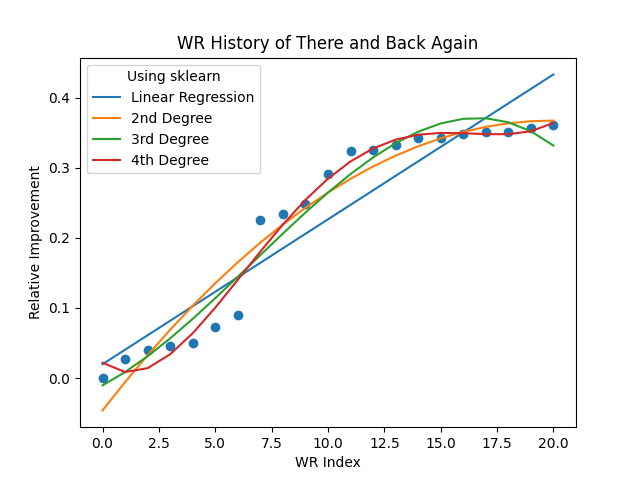 WR History of There and Back Again
Using sklearn
Linear Regression
2nd Degree
3rd Degree
4th Degree
Relative Improvement
0.4
0.3
0.2
0.1
0.0
0.0 2.5 5.0 7.5 10.0 12.5 15.0 17.5 20.0
WR Index